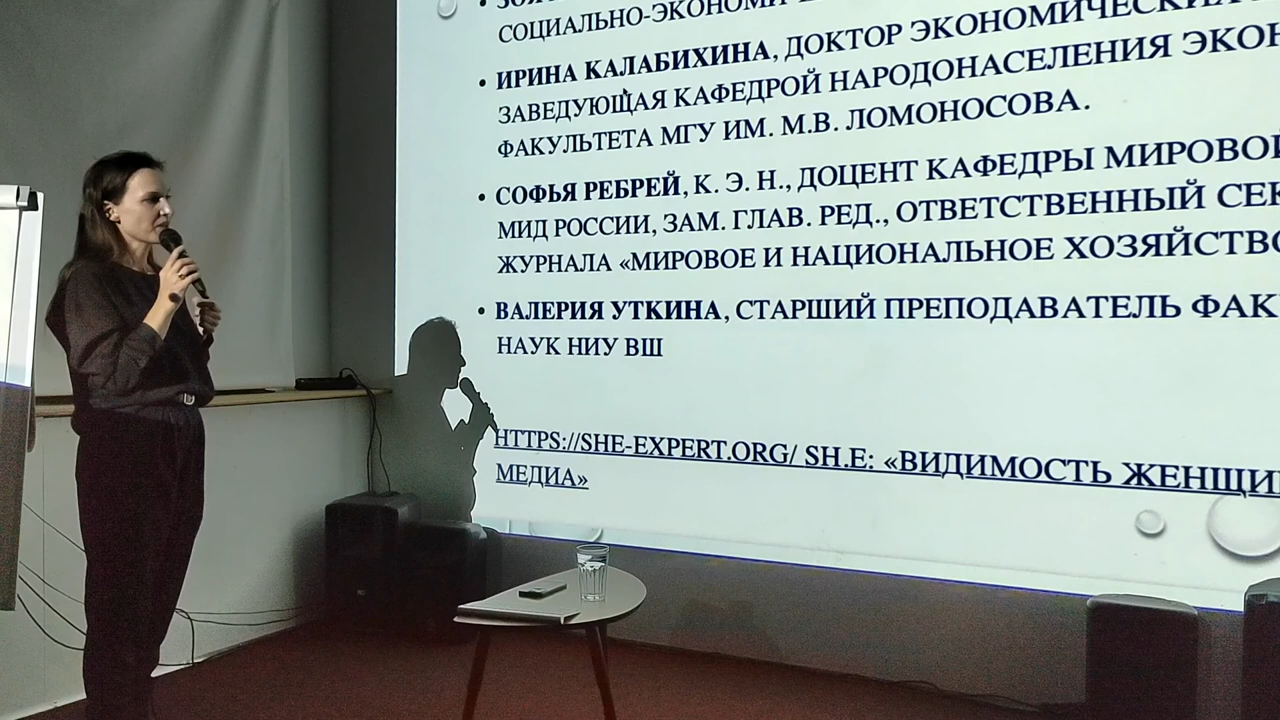 СОЦИАЛЬНО-ЭКОНОМИЧЕ
• ИРИНА КАЛАБИХИНА, ДОКТОР ЭКОНОМИЧЕСКИХ
ЗАВЕДУЮЩАЯ КАФЕДРОЙ НАРОДОНАСЕЛЕНИЯ ЭКОН
ФАКУЛЬТЕТА МГУ ИМ. М.В. ЛОМОНОСОВА.
• СОФЬЯ РЕБРЕЙ, К. Э. Н., ДОЦЕНТ КАФЕДРЫ МИРОВОЙ
МИД РОССИИ, ЗАМ. ГЛАВ. РЕД., ОТВЕТСТВЕННЫЙ СЕК
ЖУРНАЛА «МИРОВОЕ И НАЦИОНАЛЬНОЕ ХОЗЯЙСТВО
• ВАЛЕРИЯ УТКИНА, СТАРШИЙ ПРЕПОДАВАТЕЛЬ ФАК
НАУК НИУ ВШ
HTTPS://SHE-EXPERT.ORG/ SH.E: «ВИДИМОСТЬ ЖЕНЩИ
МЕДИА»